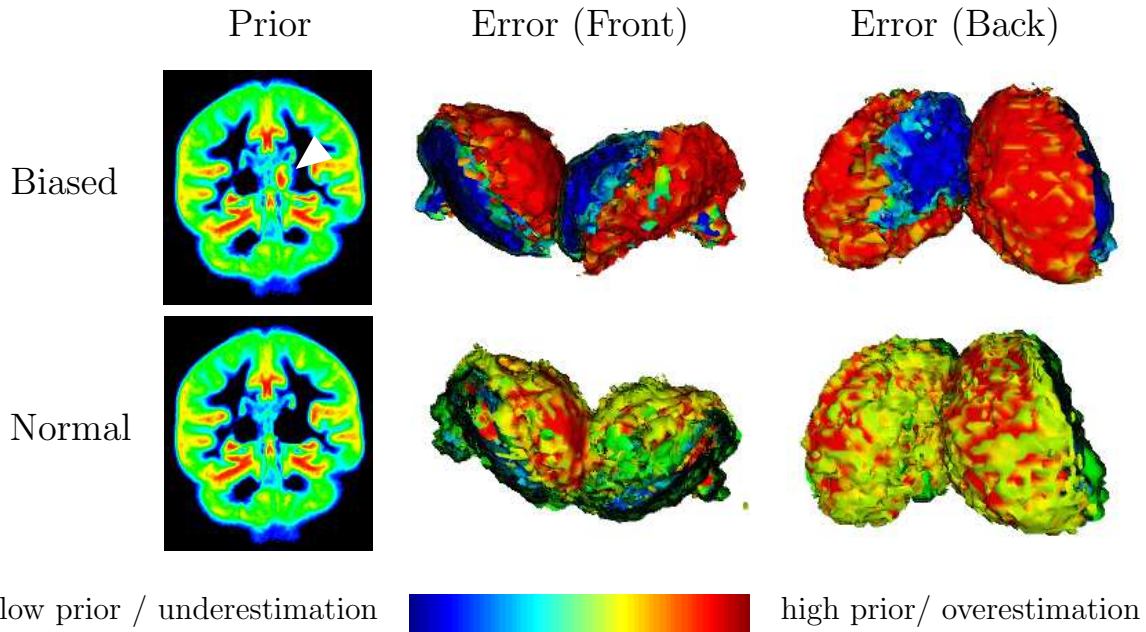 Prior Error (Front) Error (Back)
Biased
Normal
low prior / underestimation high prior/ overestimation